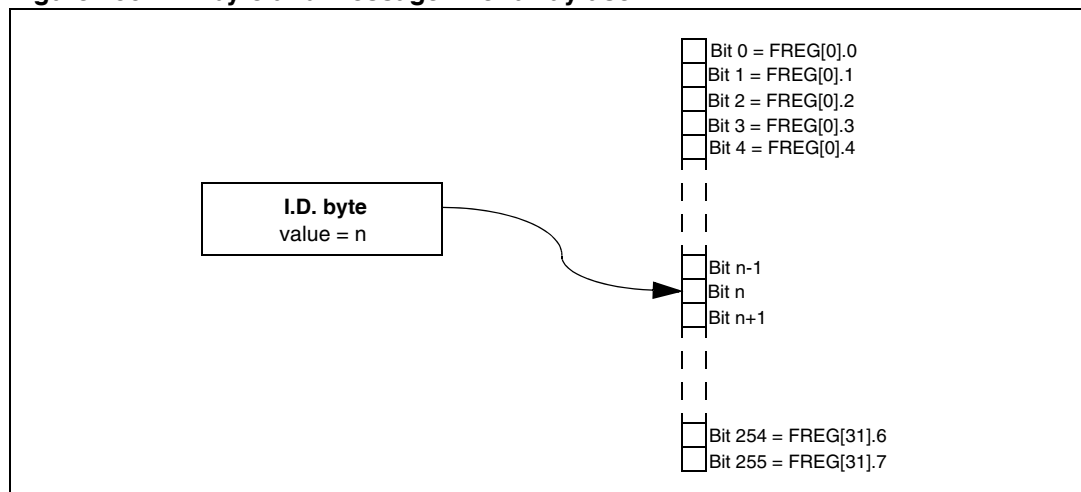 Bit 0 = FREG[0].0
Bit 1 = FREG[0].1
Bit 2 = FREG[0].2
Bit 3 = FREG[0].3
Bit 4 = FREG[0].4
I.D. byte
value = n
Bit n-1
Bit n
Bit n+1
Bit 254 = FREG[31].6
Bit 255 = FREG[31].7